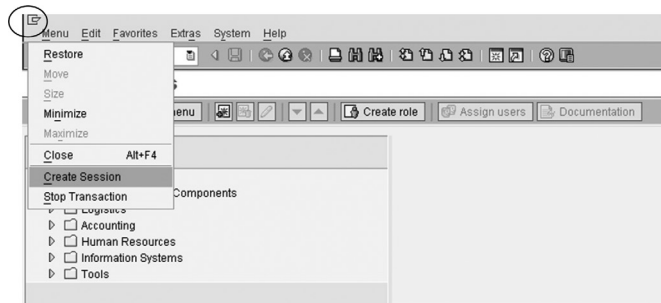 Menu Edit Favorites Extras System Help
Restore
Move
Size
Minimize
enu Create role Assign users Documentation
Maximize
Close Alt+F4
Create Session
Stop Transaction
Components
Logistics
Accounting
Human Resources
Information Systems
Tools